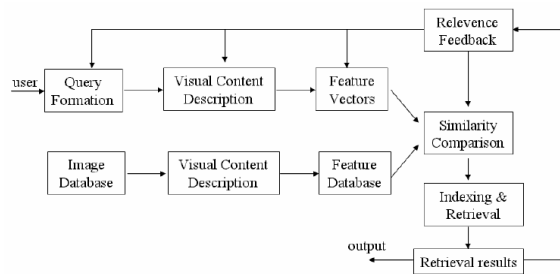 Relevence
Feedback
user
Query
Formation
Visual Content
Description
Feature
Vectors
Similarity
Comparison
Image
Database
Visual Content
Description
Feature
Database
Indexing &
Retrieval
output
Retrieval results